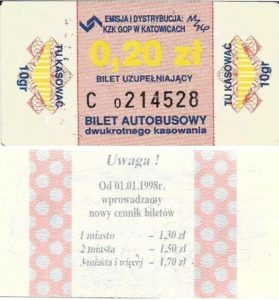 EMISJA I DYSTRYBUCJA:
KZK GOP W KATOWICACH
0,20 zł
BILET UZUPEŁNIAJĄCY
C 0214528
BILET AUTOBUSOWY
dwukrotnego kasowania
TU KASOWAĆ
10gr
TU KASOWAĆ
10gr
Uwaga !
Od 01.01.1998r.
wprowadzamy
nowy cennik biletów
1 miasto - 1,30 zł
2 miasta - 1,50 zł
3 miasta i więcej - 1,70 zł